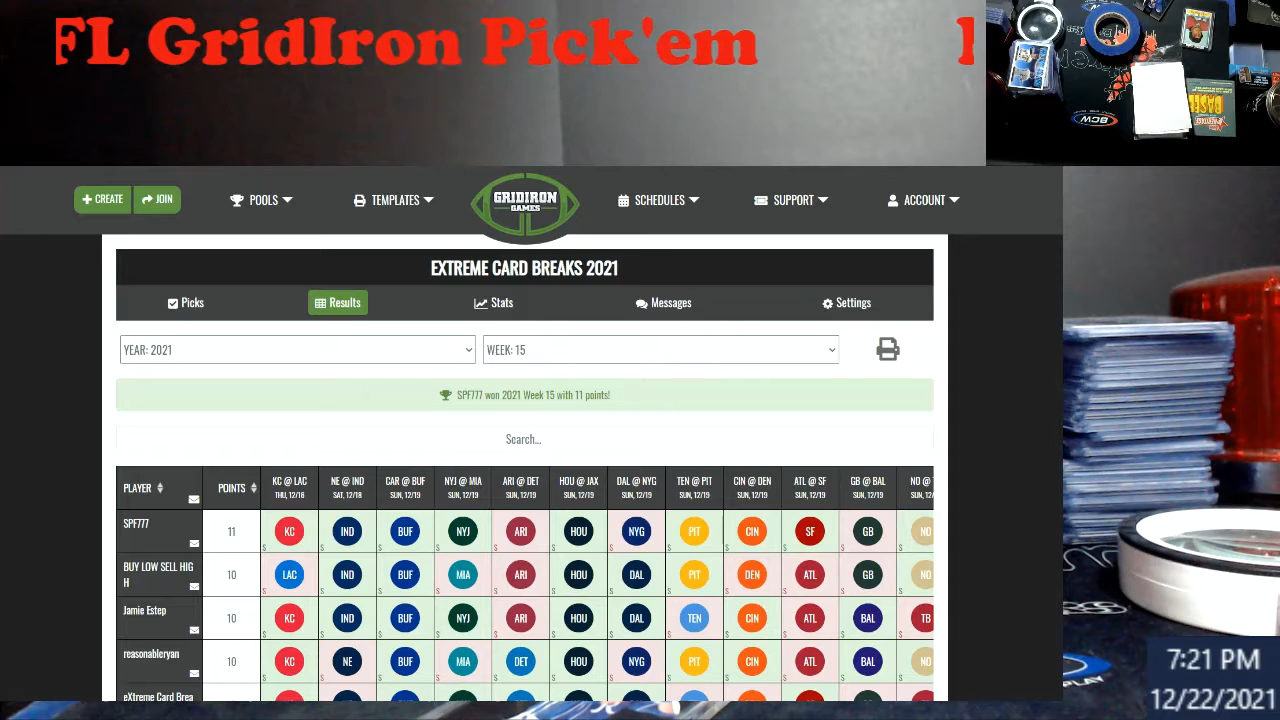 FL GridIron Pick'em
BCW
CREATE
JOIN
POOLS
TEMPLATES
GRIDIRON
GAMES
SCHEDULES
SUPPORT
ACCOUNT
EXTREME CARD BREAKS 2021
Picks
Results
Stats
Messages
Settings
YEAR: 2021
WEEK: 15
SPF777 won 2021 Week 15 with 11 points!
Search...
PLAYER
POINTS
KC @ LAC
THU, 12/16
NE @ IND
SAT, 12/18
CAR @ BUF
SUN, 12/19
NYJ @ MIA
SUN, 12/19
ARI @ DET
SUN, 12/19
HOU @ JAX
SUN, 12/19
DAL @ NYG
SUN, 12/19
TEN @ PIT
SUN, 12/19
CIN @ DEN
SUN, 12/19
ATL @ SF
SUN, 12/19
GB @ BAL
SUN, 12/19
NO @
SUN, 12/
SPF777
11
KC IND BUF NYJ ARI HOU NYG PIT CIN SF GB NO
BUY LOW SELL HIG
H
10
LAC IND BUF MIA ARI HOU DAL PIT DEN ATL GB NO
Jamie Estep
10
KC IND BUF NYJ ARI HOU DAL TEN CIN ATL BAL TB
reasonableryan
10
KC NE BUF MIA DET HOU NYG PIT CIN ATL BAL NO
eXtreme Card Brea
7:21 PM
12/22/2021